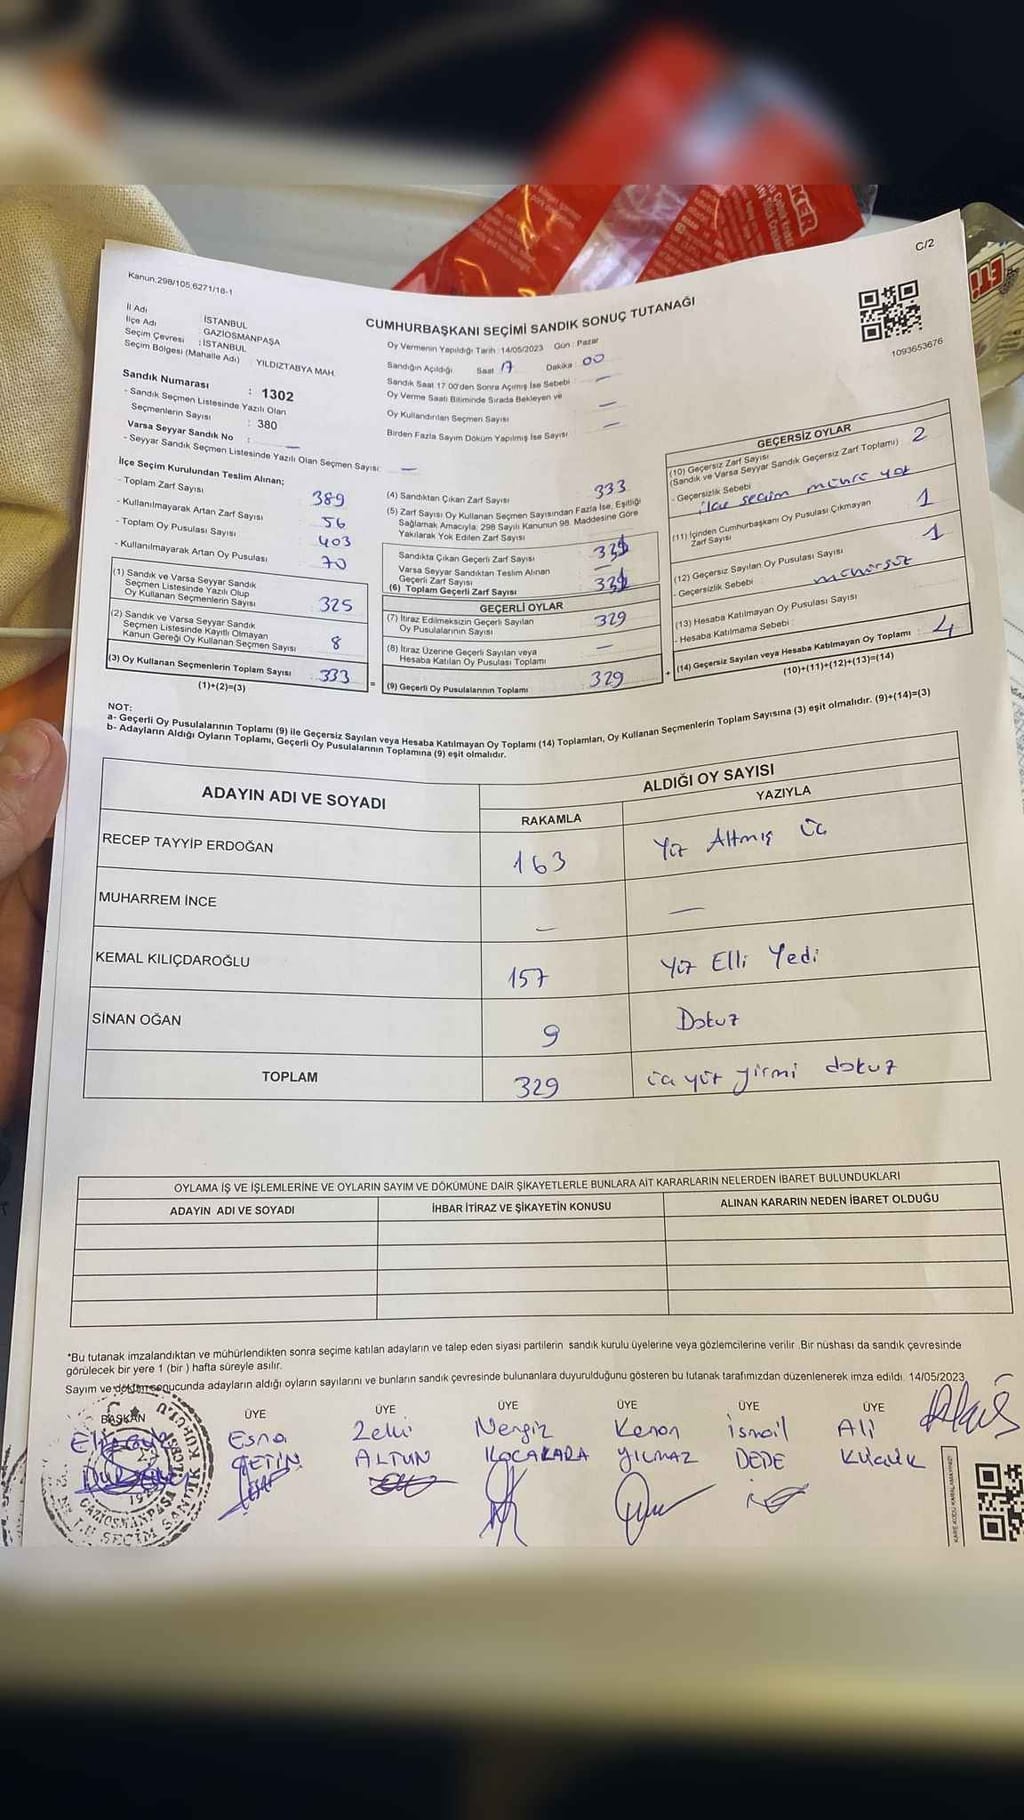 C/2
Kanun.298/105,6271/16-1
CUMHURBAŞKANI SEÇİMİ SANDIK SONUÇ TUTANAĞI
İl Adı İSTANBUL
İlçe Adı GAZİOSMANPAŞA
Seçim Çevresi : İSTANBUL
Seçim Bölgesi (Mahalle Adı) YILDIZTABYA MAH.
Sandık Numarası : 1302
- Sandık Seçmen Listesinde Yazılı Olan
Seçmenlerin Sayısı : 380
Varsa Seyyar Sandık No : —
- Seyyar Sandık Seçmen Listesinde Yazılı Olan Seçmen Sayısı: —
Oy Vermenin Yapıldığı Tarih : 14/05/2023 Gün : Pazar
Sandığın Açıldığı Saat 17 Dakika : 00
Sandık Saat 17.00'den Sonra Açılmış İse Sebebi : —
Oy Verme Saati Bitiminde Sırada Bekleyen ve
Oy Kullandırılan Seçmen Sayısı —
Birden Fazla Sayım Döküm Yapılmış İse Sayısı —
1093653676
İlçe Seçim Kurulundan Teslim Alınan;
- Toplam Zarf Sayısı 389
- Kullanılmayarak Artan Zarf Sayısı 56
- Toplam Oy Pusulası Sayısı 403
- Kullanılmayarak Artan Oy Pusulası 70
(1) Sandık ve Varsa Seyyar Sandık
Seçmen Listesinde Yazılı Olup
Oy Kullanan Seçmenlerin Sayısı 325
(2) Sandık ve Varsa Seyyar Sandık
Seçmen Listesinde Kayıtlı Olmayan
Kanun Gereği Oy Kullanan Seçmen Sayısı 8
(3) Oy Kullanan Seçmenlerin Toplam Sayısı 333
(1)+(2)=(3)
(4) Sandıktan Çıkan Zarf Sayısı 333
(5) Zarf Sayısı Oy Kullanan Seçmen Sayısından Fazla İse, Eşitliği
Sağlamak Amacıyla; 298 Sayılı Kanunun 98. Maddesine Göre
Yakılarak Yok Edilen Zarf Sayısı
Sandıkta Çıkan Geçerli Zarf Sayısı
Varsa Seyyar Sandıktan Teslim Alınan
Geçerli Zarf Sayısı —
(6) Toplam Geçerli Zarf Sayısı
GEÇERLİ OYLAR
(7) İtiraz Edilmeksizin Geçerli Sayılan
Oy Pusulalarının Sayısı 329
(8) İtiraz Üzerine Geçerli Sayılan veya
Hesaba Katılan Oy Pusulası Toplamı —
= (9) Geçerli Oy Pusulalarının Toplamı 329
GEÇERSİZ OYLAR
(10) Geçersiz Zarf Sayısı
(Sandık ve Varsa Seyyar Sandık Geçersiz Zarf Toplamı) 2
- Geçersizlik Sebebi ilçe seçim mührü yok
(11) İçinden Cumhurbaşkanı Oy Pusulası Çıkmayan
Zarf Sayısı 1
(12) Geçersiz Sayılan Oy Pusulası Sayısı 1
- Geçersizlik Sebebi mühürsüz
(13) Hesaba Katılmayan Oy Pusulası Sayısı
- Hesaba Katılmama Sebebi :
+ (14) Geçersiz Sayılan veya Hesaba Katılmayan Oy Toplamı : 4
(10)+(11)+(12)+(13)=(14)
NOT:
a- Geçerli Oy Pusulalarının Toplamı (9) ile Geçersiz Sayılan veya Hesaba Katılmayan Oy Toplamı (14) Toplamları, Oy Kullanan Seçmenlerin Toplam Sayısına (3) eşit olmalıdır. (9)+(14)=(3)
b- Adayların Aldığı Oyların Toplamı, Geçerli Oy Pusulalarının Toplamına (9) eşit olmalıdır.
ADAYIN ADI VE SOYADI ALDIĞI OY SAYISI
RAKAMLA YAZIYLA
RECEP TAYYİP ERDOĞAN 163 Yüz Altmış Üç
MUHARREM İNCE — —
KEMAL KILIÇDAROĞLU 157 Yüz Elli Yedi
SİNAN OĞAN 9 Dokuz
TOPLAM 329 üç yüz yirmi dokuz
OYLAMA İŞ VE İŞLEMLERİNE VE OYLARIN SAYIM VE DÖKÜMÜNE DAİR ŞİKAYETLERLE BUNLARA AİT KARARLARIN NELERDEN İBARET BULUNDUKLARI
ADAYIN ADI VE SOYADI İHBAR İTİRAZ VE ŞİKAYETİN KONUSU ALINAN KARARIN NEDEN İBARET OLDUĞU
*Bu tutanak imzalandıktan ve mühürlendikten sonra seçime katılan adayların ve talep eden siyasi partilerin sandık kurulu üyelerine veya gözlemcilerine verilir. Bir nüshası da sandık çevresinde
görülecek bir yere 1 (bir) hafta süreyle asılır.
Sayım ve döküm sonucunda adayların aldığı oyların sayılarını ve bunların sandık çevresinde bulunanlara duyurulduğunu gösteren bu tutanak tarafımızdan düzenlenerek imza edildi. 14/05/2023
BAŞKAN ÜYE ÜYE ÜYE ÜYE ÜYE ÜYE
Esna Zeki Nergiz Kenan İsmail Ali
ÇETİN ALTUN KOCAKARA YILMAZ DEDE Küçük